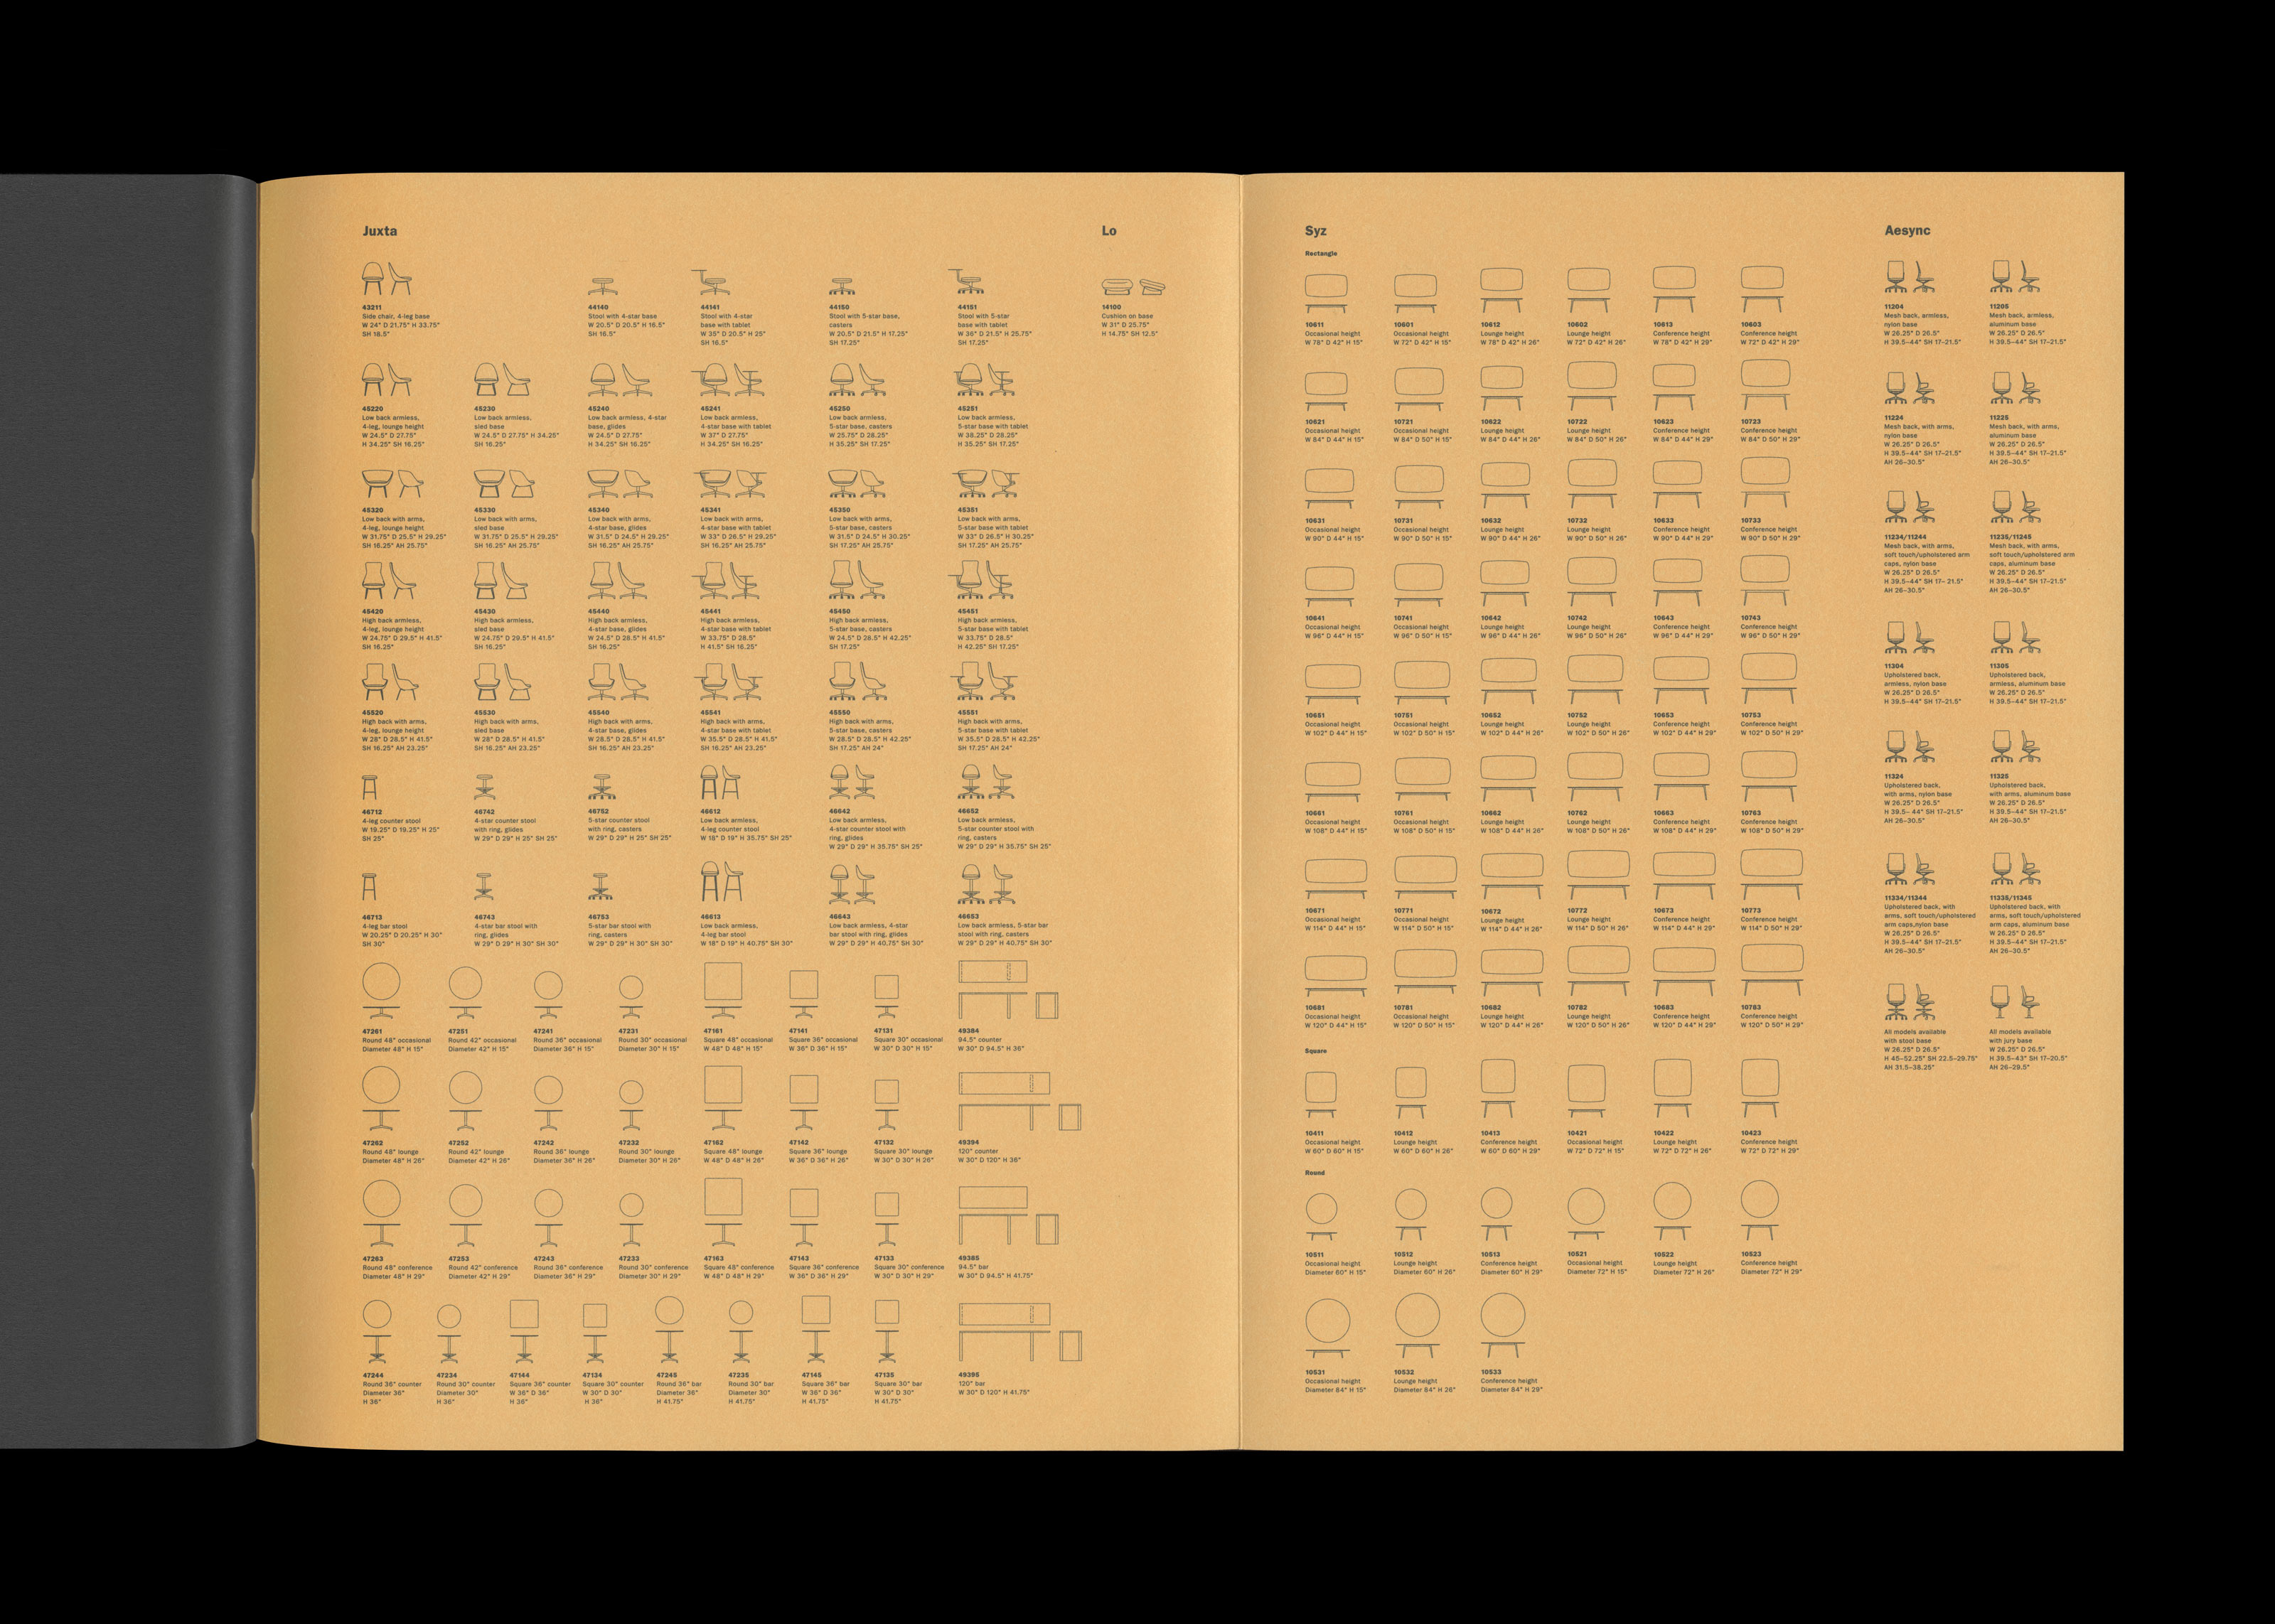 Juxta
43211
Side chair, 4-leg base
W 24" D 21.75" H 33.75"
SH 18.5"
44140
Stool with 4-star base
W 20.5" D 20.5" H 16.5"
SH 16.5"
44141
Stool with 4-star
base with tablet
W 35" D 20.5" H 25"
SH 16.5"
44150
Stool with 5-star base,
casters
W 20.5" D 21.5" H 17.25"
SH 17.25"
44151
Stool with 5-star
base with tablet
W 36" D 21.5" H 25.75"
SH 17.25"
45220
Low back armless,
4-leg, lounge height
W 24.5" D 27.75"
H 34.25" SH 16.25"
45230
Low back armless,
sled base
W 24.5" D 27.75" H 34.25"
SH 16.25"
45240
Low back armless, 4-star
base, glides
W 24.5" D 27.75"
H 34.25" SH 16.25"
45241
Low back armless,
4-star base with tablet
W 37" D 27.75"
H 34.25" SH 16.25"
45250
Low back armless,
5-star base, casters
W 25.75" D 28.25"
H 35.25" SH 17.25"
45251
Low back armless,
5-star base with tablet
W 38.25" D 28.25"
H 35.25" SH 17.25"
45320
Low back with arms,
4-leg, lounge height
W 31.75" D 25.5" H 29.25"
SH 16.25" AH 25.75"
45330
Low back with arms,
sled base
W 31.75" D 25.5" H 29.25"
SH 16.25" AH 25.75"
45340
Low back with arms,
4-star base, glides
W 31.5" D 24.5" H 29.25"
SH 16.25" AH 25.75"
45341
Low back with arms,
4-star base with tablet
W 33" D 26.5" H 29.25"
SH 16.25" AH 25.75"
45350
Low back with arms,
5-star base, casters
W 31.5" D 24.5" H 30.25"
SH 17.25" AH 25.75"
45351
Low back with arms,
5-star base with tablet
W 33" D 26.5" H 30.25"
SH 17.25" AH 25.75"
45420
High back armless,
4-leg, lounge height
W 24.75" D 29.5" H 41.5"
SH 16.25"
45430
High back armless,
sled base
W 24.75" D 29.5" H 41.5"
SH 16.25"
45440
High back armless,
4-star base, glides
W 24.5" D 28.5" H 41.5"
SH 16.25"
45441
High back armless,
4-star base with tablet
W 33.75" D 28.5"
H 41.5" SH 16.25"
45450
High back armless,
5-star base, casters
W 24.5" D 28.5" H 42.25"
SH 17.25"
45451
High back armless,
5-star base with tablet
W 33.75" D 28.5"
H 42.25" SH 17.25"
45520
High back with arms,
4-leg, lounge height
W 28" D 28.5" H 41.5"
SH 16.25" AH 23.25"
45530
High back with arms,
sled base
W 28" D 28.5" H 41.5"
SH 16.25" AH 23.25"
45540
High back with arms,
4-star base, glides
W 28.5" D 28.5" H 41.5"
SH 16.25" AH 23.25"
45541
High back with arms,
4-star base with tablet
W 35.5" D 28.5" H 41.5"
SH 16.25" AH 23.25"
45550
High back with arms,
5-star base, casters
W 28.5" D 28.5" H 42.25"
SH 17.25" AH 24"
45551
High back with arms,
5-star base with tablet
W 35.5" D 28.5" H 42.25"
SH 17.25" AH 24"
46712
4-leg counter stool
W 19.25" D 19.25" H 25"
SH 25"
46742
4-star counter stool
with ring, glides
W 29" D 29" H 25" SH 25"
46752
5-star counter stool
with ring, casters
W 29" D 29" H 25" SH 25"
46612
Low back armless,
4-leg counter stool
W 18" D 19" H 35.75" SH 25"
46642
Low back armless,
4-star counter stool with
ring, glides
W 29" D 29" H 35.75" SH 25"
46652
Low back armless,
5-star counter stool with
ring, casters
W 29" D 29" H 35.75" SH 25"
46713
4-leg bar stool
W 20.25" D 20.25" H 30"
SH 30"
46743
4-star bar stool with
ring, glides
W 29" D 29" H 30" SH 30"
46753
5-star bar stool with
ring, casters
W 29" D 29" H 30" SH 30"
46613
Low back armless,
4-leg bar stool
W 18" D 19" H 40.75" SH 30"
46643
Low back armless, 4-star
bar stool with ring, glides
W 29" D 29" H 40.75" SH 30"
46653
Low back armless, 5-star bar
stool with ring, casters
W 29" D 29" H 40.75" SH 30"
47261
Round 48" occasional
Diameter 48" H 15"
47251
Round 42" occasional
Diameter 42" H 15"
47241
Round 36" occasional
Diameter 36" H 15"
47231
Round 30" occasional
Diameter 30" H 15"
47161
Square 48" occasional
W 48" D 48" H 15"
47141
Square 36" occasional
W 36" D 36" H 15"
47131
Square 30" occasional
W 30" D 30" H 15"
49384
94.5" counter
W 30" D 94.5" H 36"
47262
Round 48" lounge
Diameter 48" H 26"
47252
Round 42" lounge
Diameter 42" H 26"
47242
Round 36" lounge
Diameter 36" H 26"
47232
Round 30" lounge
Diameter 30" H 26"
47162
Square 48" lounge
W 48" D 48" H 26"
47142
Square 36" lounge
W 36" D 36" H 26"
47132
Square 30" lounge
W 30" D 30" H 26"
49394
120" counter
W 30" D 120" H 36"
47263
Round 48" conference
Diameter 48" H 29"
47253
Round 42" conference
Diameter 42" H 29"
47243
Round 36" conference
Diameter 36" H 29"
47233
Round 30" conference
Diameter 30" H 29"
47163
Square 48" conference
W 48" D 48" H 29"
47143
Square 36" conference
W 36" D 36" H 29"
47133
Square 30" conference
W 30" D 30" H 29"
49385
94.5" bar
W 30" D 94.5" H 41.75"
47244
Round 36" counter
Diameter 36"
H 36"
47234
Round 30" counter
Diameter 30"
H 36"
47144
Square 36" counter
W 36" D 36"
H 36"
47134
Square 30" counter
W 30" D 30"
H 36"
47245
Round 36" bar
Diameter 36"
H 41.75"
47235
Round 30" bar
Diameter 30"
H 41.75"
47145
Square 36" bar
W 36" D 36"
H 41.75"
47135
Square 30" bar
W 30" D 30"
H 41.75"
49395
120" bar
W 30" D 120" H 41.75"
Lo
14100
Cushion on base
W 31" D 25.75"
H 14.75" SH 12.5"
Syz
Rectangle
10611
Occasional height
W 78" D 42" H 15"
10601
Occasional height
W 72" D 42" H 15"
10612
Lounge height
W 78" D 42" H 26"
10602
Lounge height
W 72" D 42" H 26"
10613
Conference height
W 78" D 42" H 29"
10603
Conference height
W 72" D 42" H 29"
10621
Occasional height
W 84" D 44" H 15"
10721
Occasional height
W 84" D 50" H 15"
10622
Lounge height
W 84" D 44" H 26"
10722
Lounge height
W 84" D 50" H 26"
10623
Conference height
W 84" D 44" H 29"
10723
Conference height
W 84" D 50" H 29"
10631
Occasional height
W 90" D 44" H 15"
10731
Occasional height
W 90" D 50" H 15"
10632
Lounge height
W 90" D 44" H 26"
10732
Lounge height
W 90" D 50" H 26"
10633
Conference height
W 90" D 44" H 29"
10733
Conference height
W 90" D 50" H 29"
10641
Occasional height
W 96" D 44" H 15"
10741
Occasional height
W 96" D 50" H 15"
10642
Lounge height
W 96" D 44" H 26"
10742
Lounge height
W 96" D 50" H 26"
10643
Conference height
W 96" D 44" H 29"
10743
Conference height
W 96" D 50" H 29"
10651
Occasional height
W 102" D 44" H 15"
10751
Occasional height
W 102" D 50" H 15"
10652
Lounge height
W 102" D 44" H 26"
10752
Lounge height
W 102" D 50" H 26"
10653
Conference height
W 102" D 44" H 29"
10753
Conference height
W 102" D 50" H 29"
10661
Occasional height
W 108" D 44" H 15"
10761
Occasional height
W 108" D 50" H 15"
10662
Lounge height
W 108" D 44" H 26"
10762
Lounge height
W 108" D 50" H 26"
10663
Conference height
W 108" D 44" H 29"
10763
Conference height
W 108" D 50" H 29"
10671
Occasional height
W 114" D 44" H 15"
10771
Occasional height
W 114" D 50" H 15"
10672
Lounge height
W 114" D 44" H 26"
10772
Lounge height
W 114" D 50" H 26"
10673
Conference height
W 114" D 44" H 29"
10773
Conference height
W 114" D 50" H 29"
10681
Occasional height
W 120" D 44" H 15"
10781
Occasional height
W 120" D 50" H 15"
10682
Lounge height
W 120" D 44" H 26"
10782
Lounge height
W 120" D 50" H 26"
10683
Conference height
W 120" D 44" H 29"
10783
Conference height
W 120" D 50" H 29"
Square
10411
Occasional height
W 60" D 60" H 15"
10412
Lounge height
W 60" D 60" H 26"
10413
Conference height
W 60" D 60" H 29"
10421
Occasional height
W 72" D 72" H 15"
10422
Lounge height
W 72" D 72" H 26"
10423
Conference height
W 72" D 72" H 29"
Round
10511
Occasional height
Diameter 60" H 15"
10512
Lounge height
Diameter 60" H 26"
10513
Conference height
Diameter 60" H 29"
10521
Occasional height
Diameter 72" H 15"
10522
Lounge height
Diameter 72" H 26"
10523
Conference height
Diameter 72" H 29"
10531
Occasional height
Diameter 84" H 15"
10532
Lounge height
Diameter 84" H 26"
10533
Conference height
Diameter 84" H 29"
Aesync
11204
Mesh back, armless,
nylon base
W 26.25" D 26.5"
H 39.5–44" SH 17–21.5"
11205
Mesh back, armless,
aluminum base
W 26.25" D 26.5"
H 39.5–44" SH 17–21.5"
11224
Mesh back, with arms,
nylon base
W 26.25" D 26.5"
H 39.5–44" SH 17–21.5"
AH 26–30.5"
11225
Mesh back, with arms,
aluminum base
W 26.25" D 26.5"
H 39.5–44" SH 17–21.5"
AH 26–30.5"
11234/11244
Mesh back, with arms,
soft touch/upholstered arm
caps, nylon base
W 26.25" D 26.5"
H 39.5–44" SH 17– 21.5"
AH 26–30.5"
11235/11245
Mesh back, with arms,
soft touch/upholstered arm
caps, aluminum base
W 26.25" D 26.5"
H 39.5–44" SH 17–21.5"
AH 26–30.5"
11304
Upholstered back,
armless, nylon base
W 26.25" D 26.5"
H 39.5–44" SH 17–21.5"
11305
Upholstered back,
armless, aluminum base
W 26.25" D 26.5"
H 39.5–44" SH 17–21.5"
11324
Upholstered back,
with arms, nylon base
W 26.25" D 26.5"
H 39.5– 44" SH 17–21.5"
AH 26–30.5"
11325
Upholstered back,
with arms, aluminum base
W 26.25" D 26.5"
H 39.5–44" SH 17–21.5"
AH 26–30.5"
11334/11344
Upholstered back, with
arms, soft touch/upholstered
arm caps,nylon base
W 26.25" D 26.5"
H 39.5–44" SH 17–21.5"
AH 26–30.5"
11335/11345
Upholstered back, with
arms, soft touch/upholstered
arm caps, aluminum base
W 26.25" D 26.5"
H 39.5–44" SH 17–21.5"
AH 26–30.5"
All models available
with stool base
W 26.25" D 26.5"
H 45–52.25" SH 22.5–29.75"
AH 31.5–38.25"
All models available
with jury base
W 26.25" D 26.5"
H 39.5–43" SH 17–20.5"
AH 26–29.5"